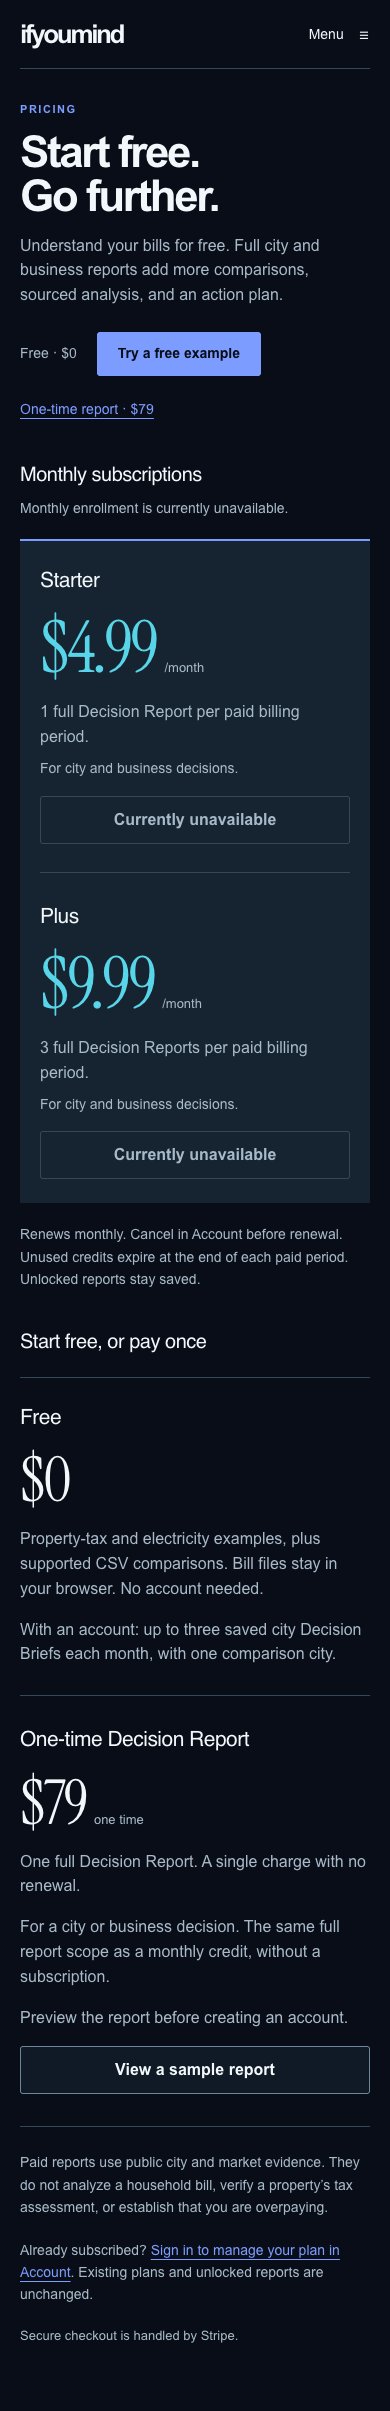 ifyoumind
Menu ≡
PRICING
Start free.
Go further.
Understand your bills for free. Full city and
business reports add more comparisons,
sourced analysis, and an action plan.
Free · $0
Try a free example
One-time report · $79
Monthly subscriptions
Monthly enrollment is currently unavailable.
Starter
$4.99 /month
1 full Decision Report per paid billing
period.
For city and business decisions.
Currently unavailable
Plus
$9.99 /month
3 full Decision Reports per paid billing
period.
For city and business decisions.
Currently unavailable
Renews monthly. Cancel in Account before renewal.
Unused credits expire at the end of each paid period.
Unlocked reports stay saved.
Start free, or pay once
Free
$0
Property-tax and electricity examples, plus
supported CSV comparisons. Bill files stay in
your browser. No account needed.
With an account: up to three saved city Decision
Briefs each month, with one comparison city.
One-time Decision Report
$79 one time
One full Decision Report. A single charge with no
renewal.
For a city or business decision. The same full
report scope as a monthly credit, without a
subscription.
Preview the report before creating an account.
View a sample report
Paid reports use public city and market evidence. They
do not analyze a household bill, verify a property's tax
assessment, or establish that you are overpaying.
Already subscribed? Sign in to manage your plan in
Account. Existing plans and unlocked reports are
unchanged.
Secure checkout is handled by Stripe.